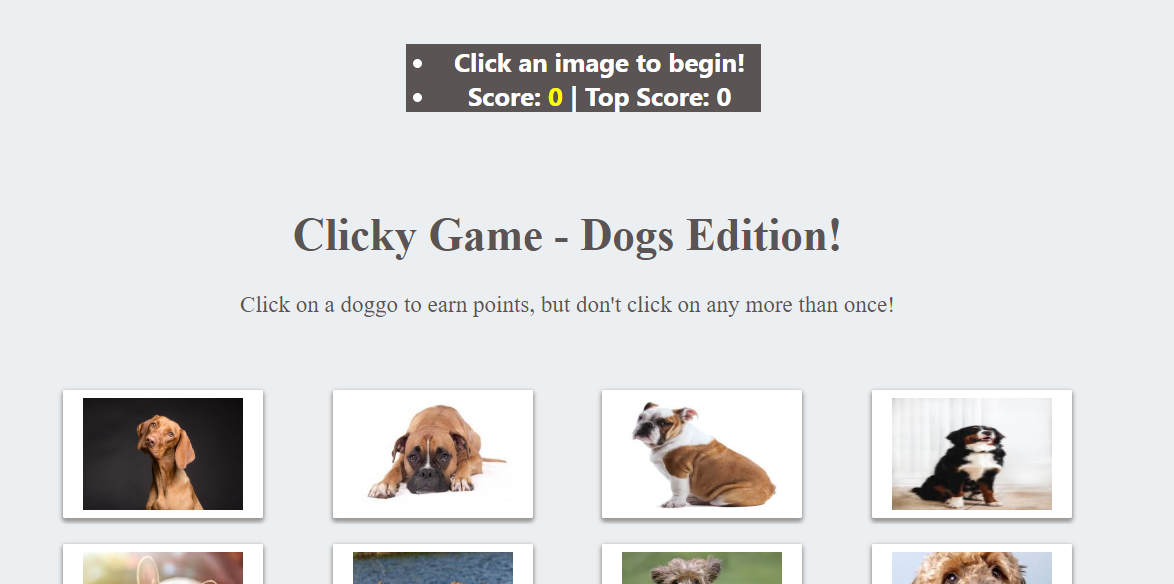 Click an image to begin!
Score: 0 | Top Score: 0
Clicky Game - Dogs Edition!
Click on a doggo to earn points, but don't click on any more than once!